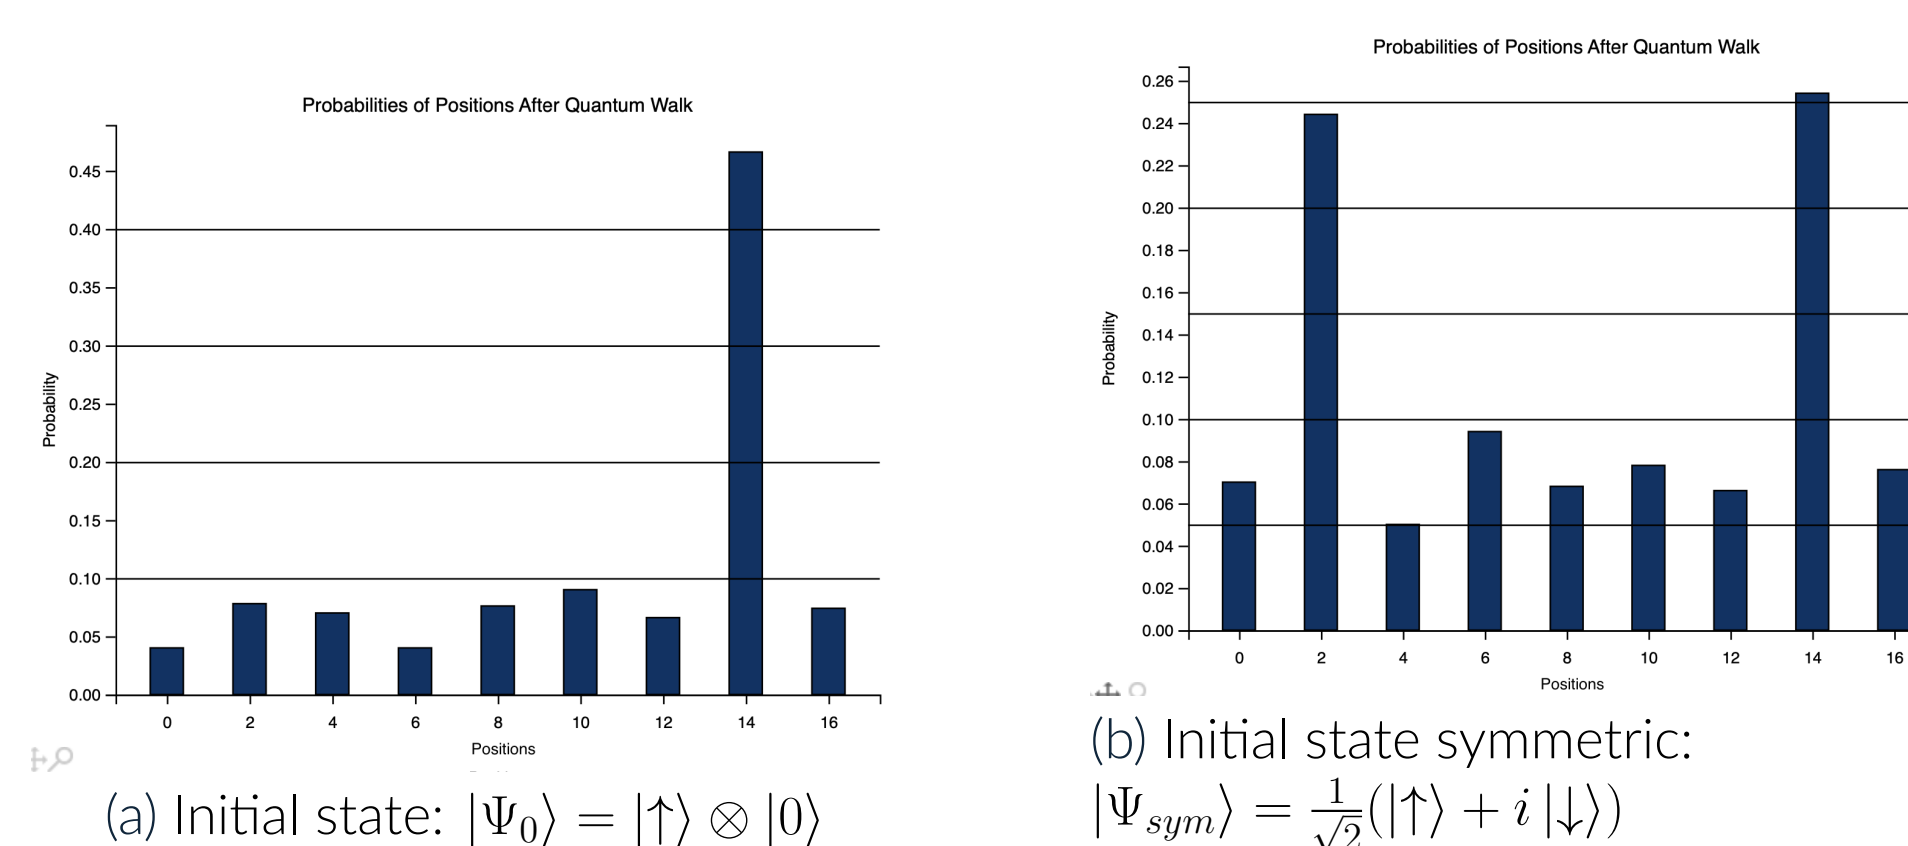 Probabilities of Positions After Quantum Walk
0.45
0.40
0.35
0.30
0.25
0.20
0.15
0.10
0.05
0.00
Probability
0 2 4 6 8 10 12 14 16
Positions
(a) Initial state: |Ψ₀⟩ = |↑⟩ ⊗ |0⟩
Probabilities of Positions After Quantum Walk
0.26
0.24
0.22
0.20
0.18
0.16
0.14
0.12
0.10
0.08
0.06
0.04
0.02
0.00
Probability
0 2 4 6 8 10 12 14 16
Positions
(b) Initial state symmetric:
|Ψ_sym⟩ = 1/√2(|↑⟩ + i |↓⟩)